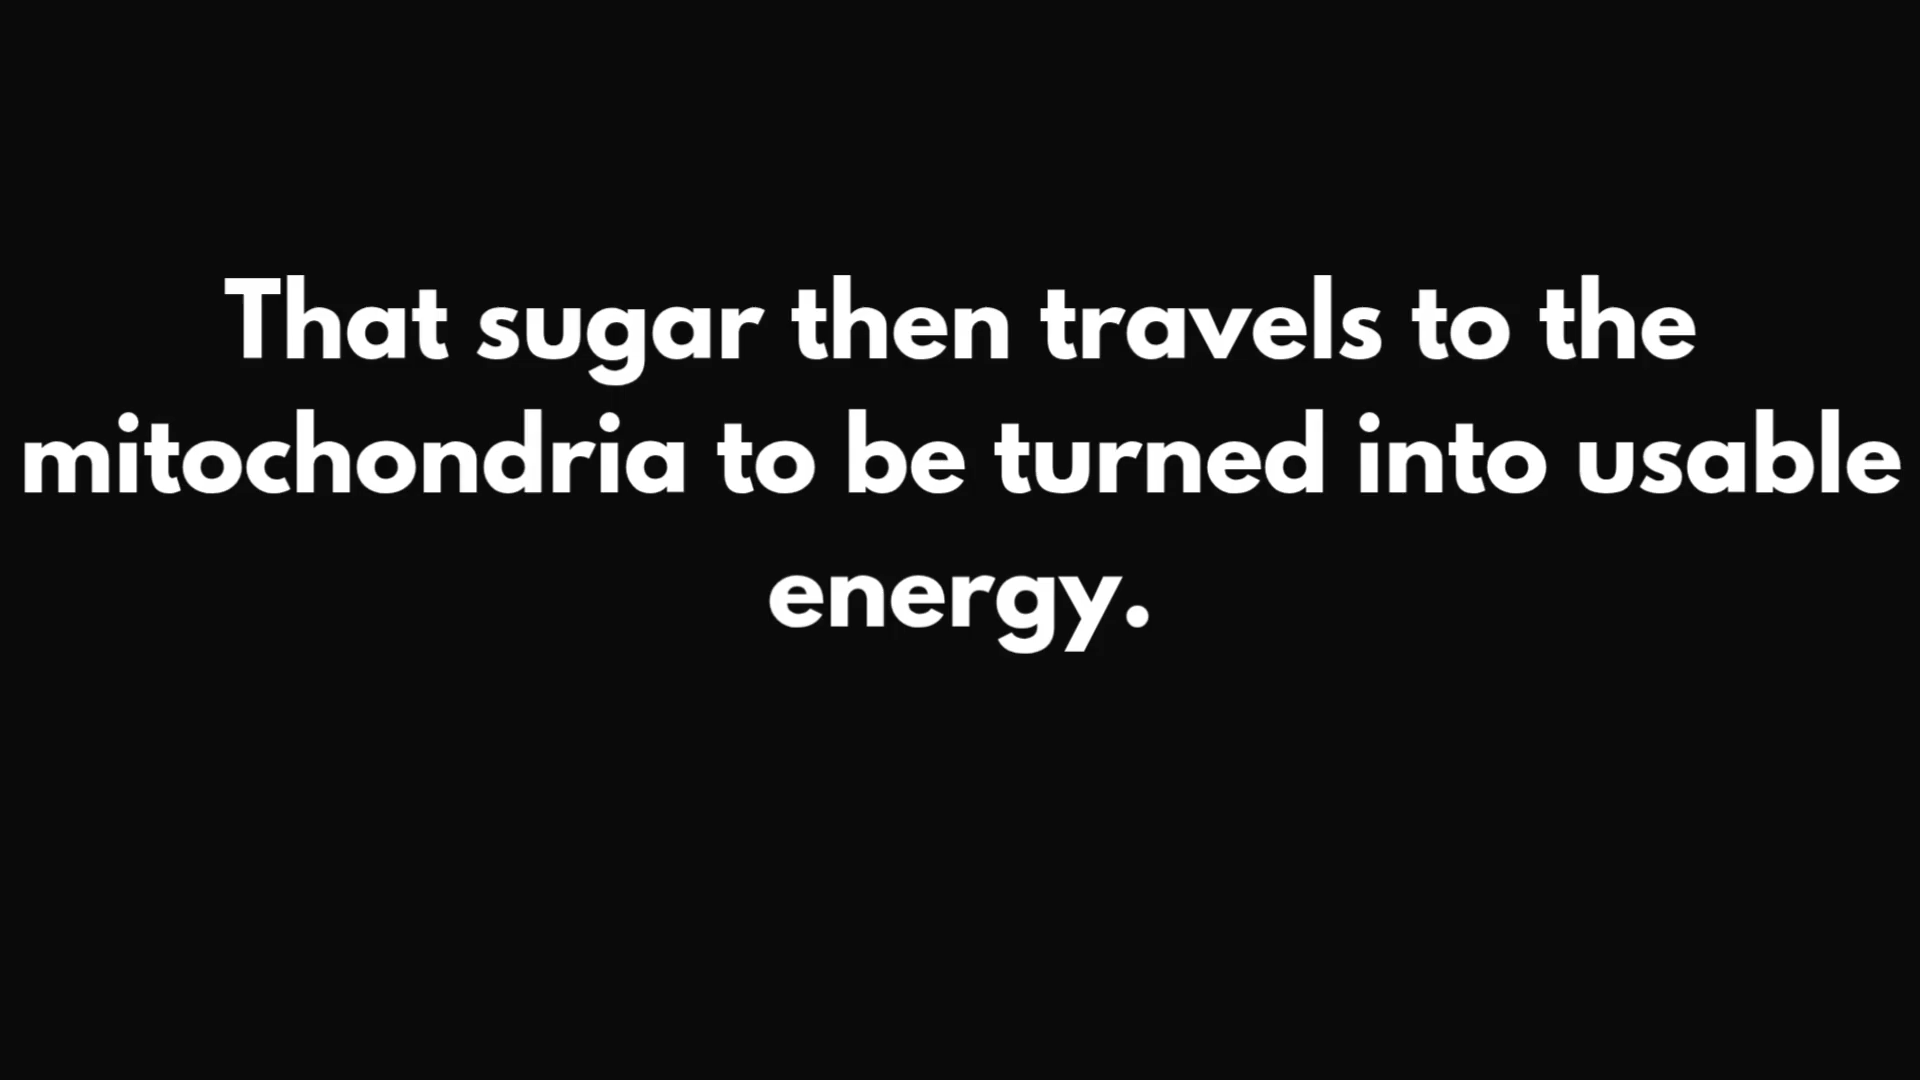 That sugar then travels to the
mitochondria to be turned into usable
energy.